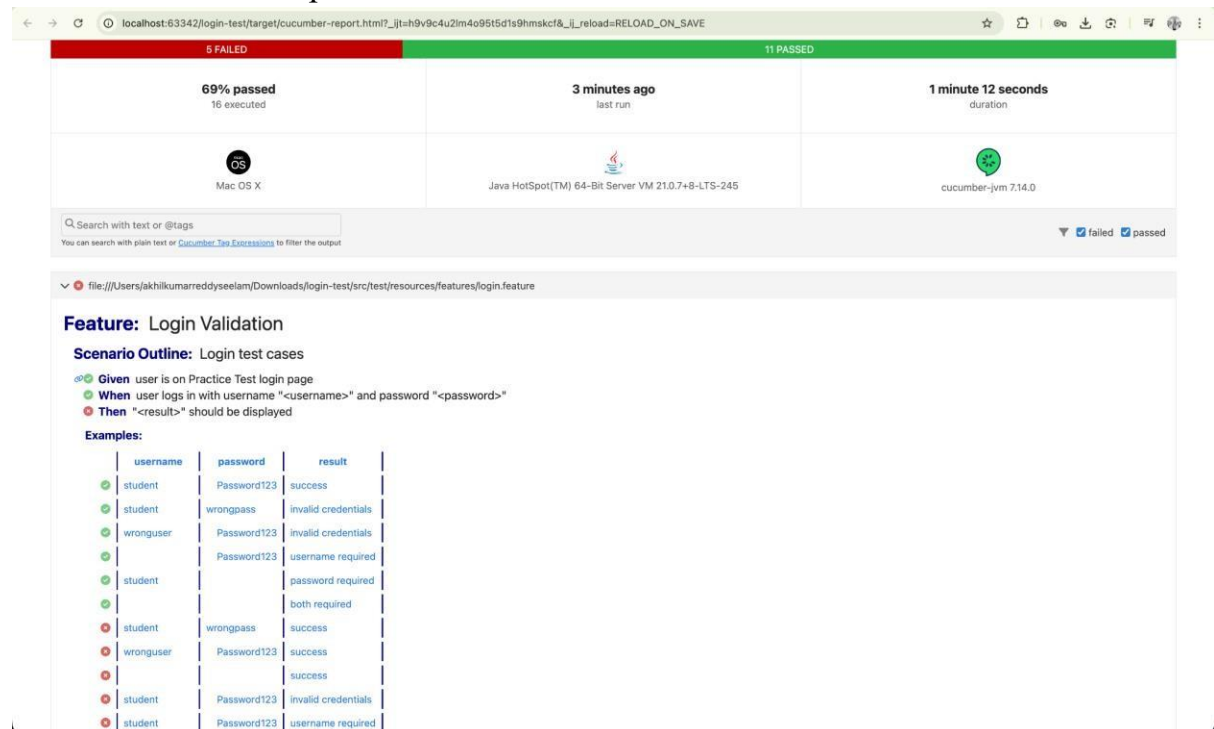 localhost:63342/login-test/target/cucumber-report.html?_ijt=h9v9c4u2lm4o95t5d1s9hmskcf&_ij_reload=RELOAD_ON_SAVE
5 FAILED 11 PASSED
69% passed 3 minutes ago 1 minute 12 seconds
16 executed last run duration
mac OS
Mac OS X Java HotSpot(TM) 64-Bit Server VM 21.0.7+8-LTS-245 cucumber-jvm 7.14.0
Search with text or @tags
failed passed
You can search with plain text or Cucumber Tag Expressions to filter the output
file:///Users/akhilkumarreddyseelam/Downloads/login-test/src/test/resources/features/login.feature
Feature: Login Validation
Scenario Outline: Login test cases
Given user is on Practice Test login page
When user logs in with username "<username>" and password "<password>"
Then "<result>" should be displayed
Examples:
username password result
student Password123 success
student wrongpass invalid credentials
wronguser Password123 invalid credentials
Password123 username required
student password required
both required
student wrongpass success
wronguser Password123 success
success
student Password123 invalid credentials
student Password123 username required